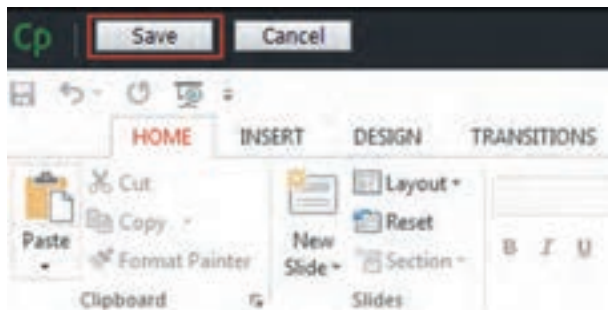 Cp Save Cancel
HOME INSERT DESIGN TRANSITIONS
Cut
Copy
Format Painter
Paste
New
Slide
Layout
Reset
Section
B I U
Clipboard Slides